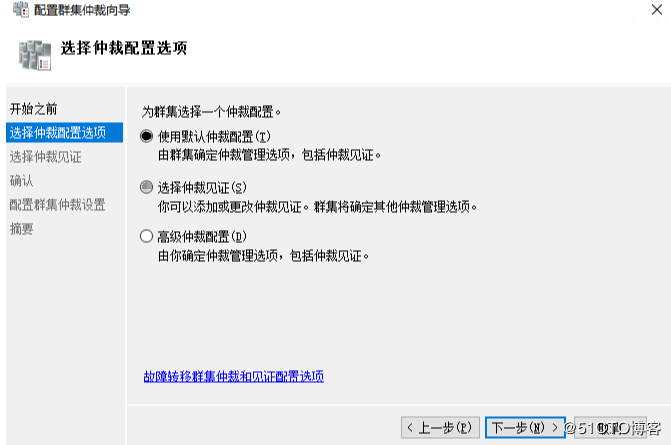 配置群集仲裁向导
选择仲裁配置选项
开始之前
选择仲裁配置选项
选择仲裁见证
确认
配置群集仲裁设置
摘要
为群集选择一个仲裁配置。
使用默认仲裁配置(T)
由群集确定仲裁管理选项，包括仲裁见证。
选择仲裁见证(S)
你可以添加或更改仲裁见证。群集将确定其他仲裁管理选项。
高级仲裁配置(D)
由你确定仲裁管理选项，包括仲裁见证。
故障转移群集仲裁和见证配置选项
< 上一步(P)
下一步(N) >
取消
@51CTO博客